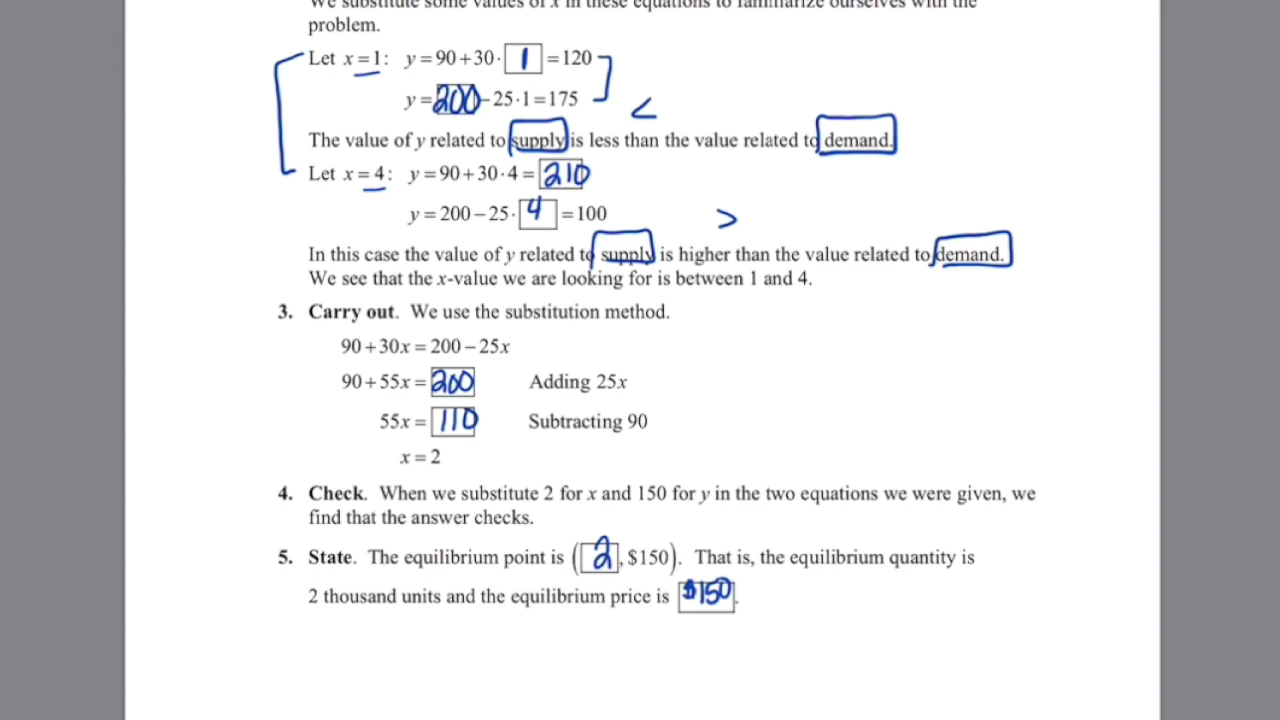 We substitute some values of x in these equations to familiarize ourselves with the
problem.
Let x = 1: y = 90 + 30 · 1 = 120
y = 200 − 25 · 1 = 175
<
The value of y related to supply is less than the value related to demand.
Let x = 4: y = 90 + 30 · 4 = 210
y = 200 − 25 · 4 = 100
>
In this case the value of y related to supply is higher than the value related to demand.
We see that the x-value we are looking for is between 1 and 4.
3. Carry out. We use the substitution method.
90 + 30x = 200 − 25x
90 + 55x = 200 Adding 25x
55x = 110 Subtracting 90
x = 2
4. Check. When we substitute 2 for x and 150 for y in the two equations we were given, we
find that the answer checks.
5. State. The equilibrium point is (2, $150). That is, the equilibrium quantity is
2 thousand units and the equilibrium price is $150.